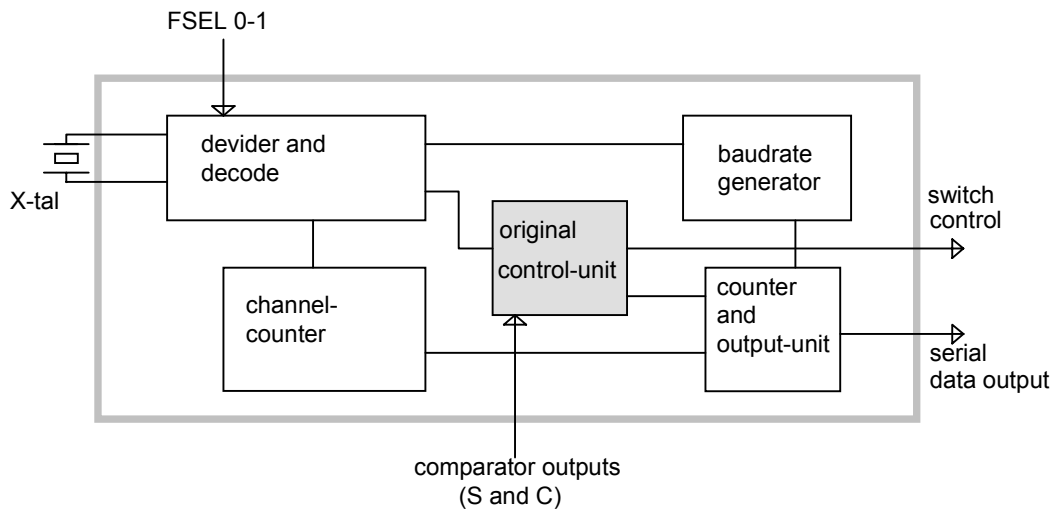 FSEL 0-1
devider and
decode
baudrate
generator
X-tal
switch
control
original
control-unit
channel-
counter
counter
and
output-unit
serial
data output
comparator outputs
(S and C)